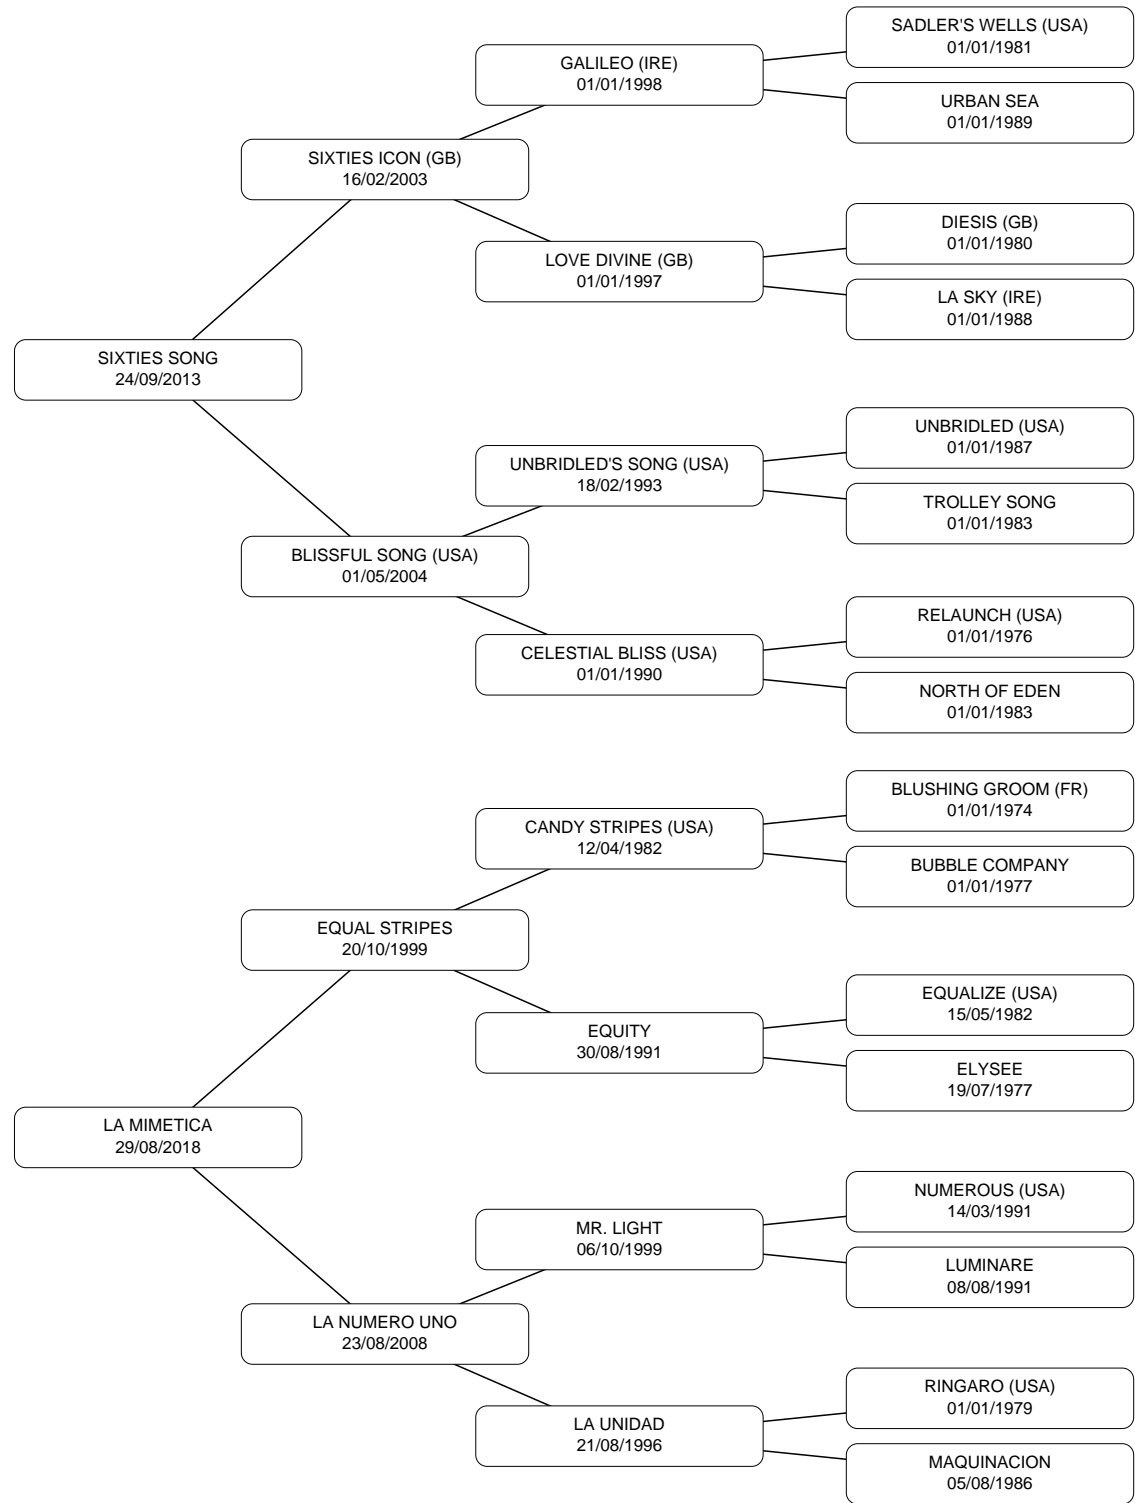 SADLER'S WELLS (USA)
01/01/1981
GALILEO (IRE)
01/01/1998
URBAN SEA
01/01/1989
SIXTIES ICON (GB)
16/02/2003
DIESIS (GB)
01/01/1980
LOVE DIVINE (GB)
01/01/1997
LA SKY (IRE)
01/01/1988
SIXTIES SONG
24/09/2013
UNBRIDLED (USA)
01/01/1987
UNBRIDLED'S SONG (USA)
18/02/1993
TROLLEY SONG
01/01/1983
BLISSFUL SONG (USA)
01/05/2004
RELAUNCH (USA)
01/01/1976
CELESTIAL BLISS (USA)
01/01/1990
NORTH OF EDEN
01/01/1983
BLUSHING GROOM (FR)
01/01/1974
CANDY STRIPES (USA)
12/04/1982
BUBBLE COMPANY
01/01/1977
EQUAL STRIPES
20/10/1999
EQUALIZE (USA)
15/05/1982
EQUITY
30/08/1991
ELYSEE
19/07/1977
LA MIMETICA
29/08/2018
NUMEROUS (USA)
14/03/1991
MR. LIGHT
06/10/1999
LUMINARE
08/08/1991
LA NUMERO UNO
23/08/2008
RINGARO (USA)
01/01/1979
LA UNIDAD
21/08/1996
MAQUINACION
05/08/1986